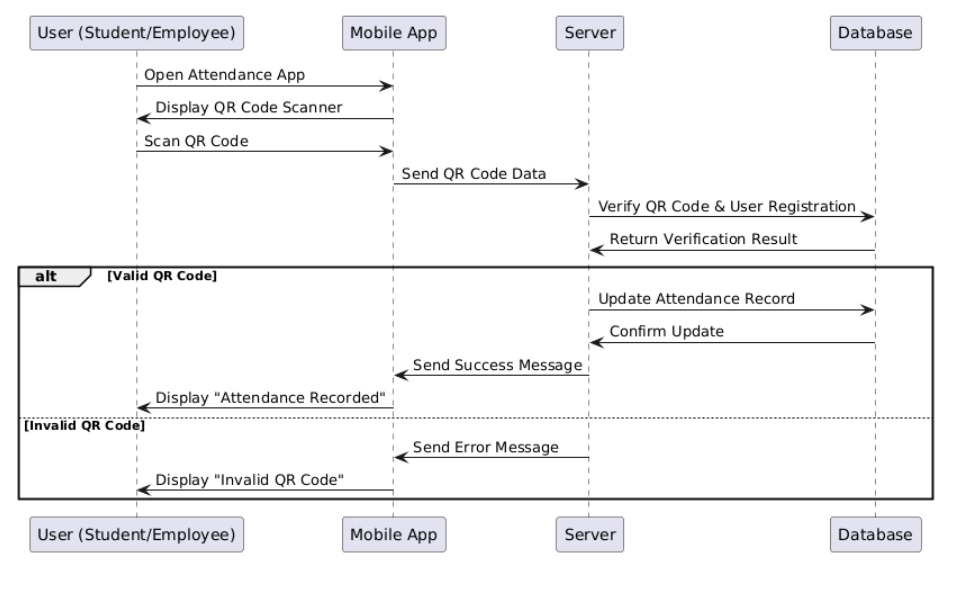 User (Student/Employee) Mobile App Server Database
Open Attendance App
Display QR Code Scanner
Scan QR Code
Send QR Code Data
Verify QR Code & User Registration
Return Verification Result
alt [Valid QR Code]
Update Attendance Record
Confirm Update
Send Success Message
Display "Attendance Recorded"
[Invalid QR Code]
Send Error Message
Display "Invalid QR Code"
User (Student/Employee) Mobile App Server Database